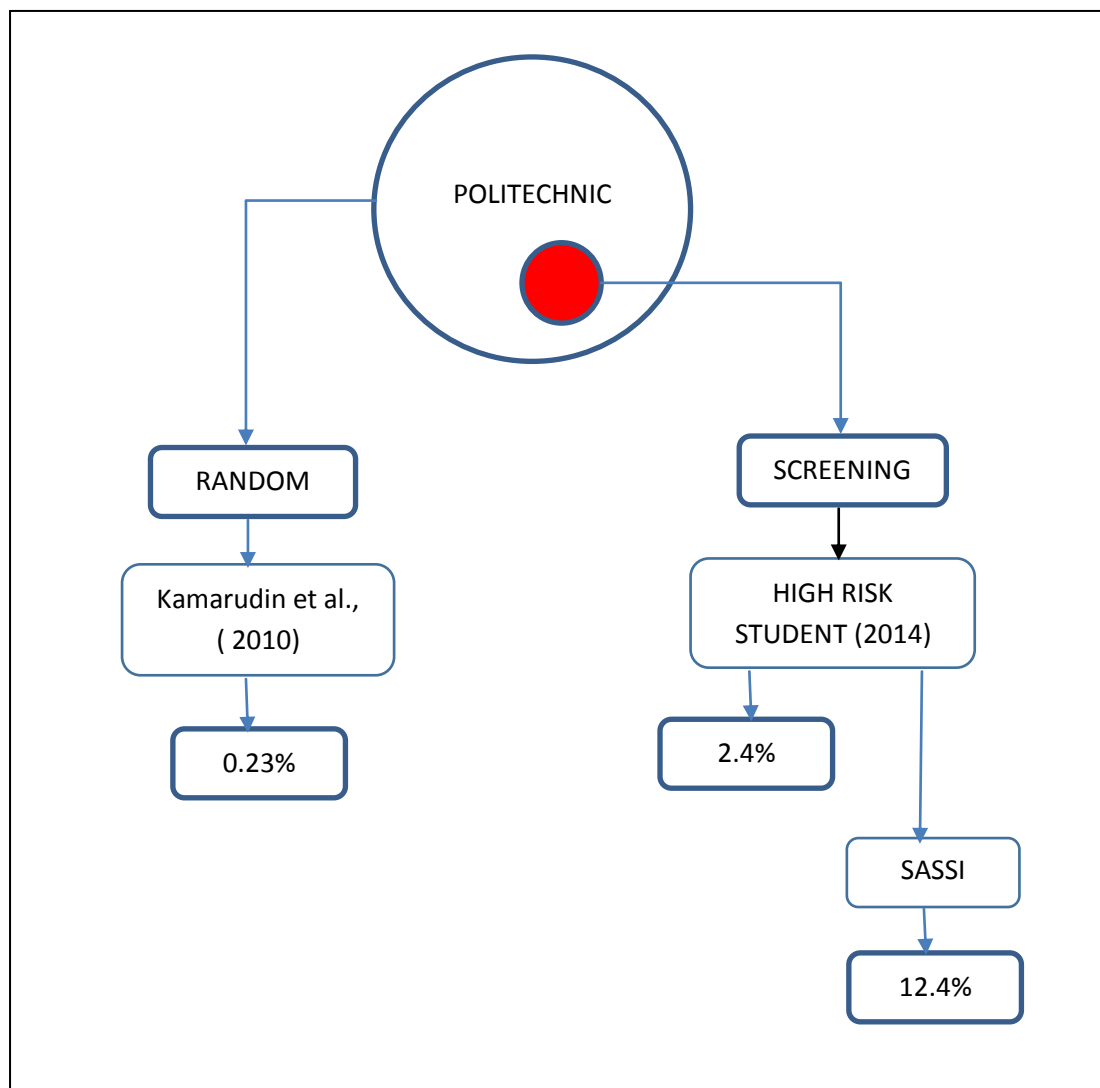 POLITECHNIC
RANDOM
Kamarudin et al.,
( 2010)
0.23%
SCREENING
HIGH RISK
STUDENT (2014)
2.4%
SASSI
12.4%